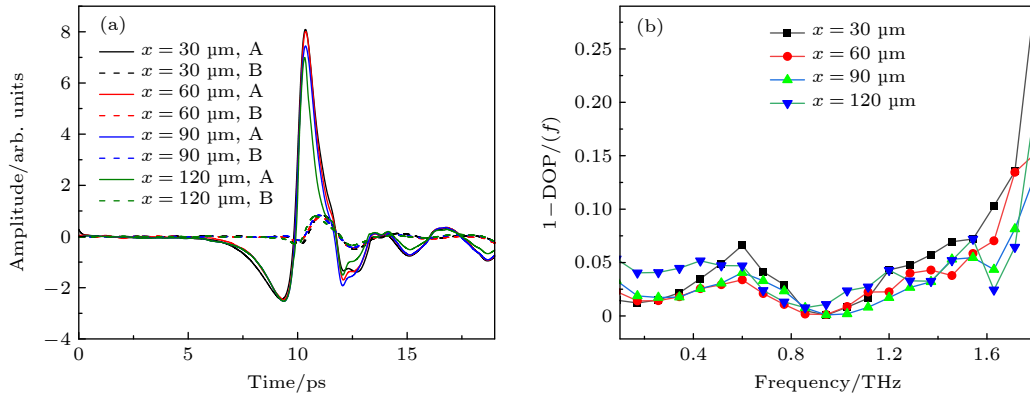 (a)
8
6
4
2
0
−2
−4
Amplitude/arb. units
x = 30 μm, A
x = 30 μm, B
x = 60 μm, A
x = 60 μm, B
x = 90 μm, A
x = 90 μm, B
x = 120 μm, A
x = 120 μm, B
0 5 10 15
Time/ps
(b)
0.25
0.20
0.15
0.10
0.05
0
1−DOP/(f)
x = 30 μm
x = 60 μm
x = 90 μm
x = 120 μm
0.4 0.8 1.2 1.6
Frequency/THz